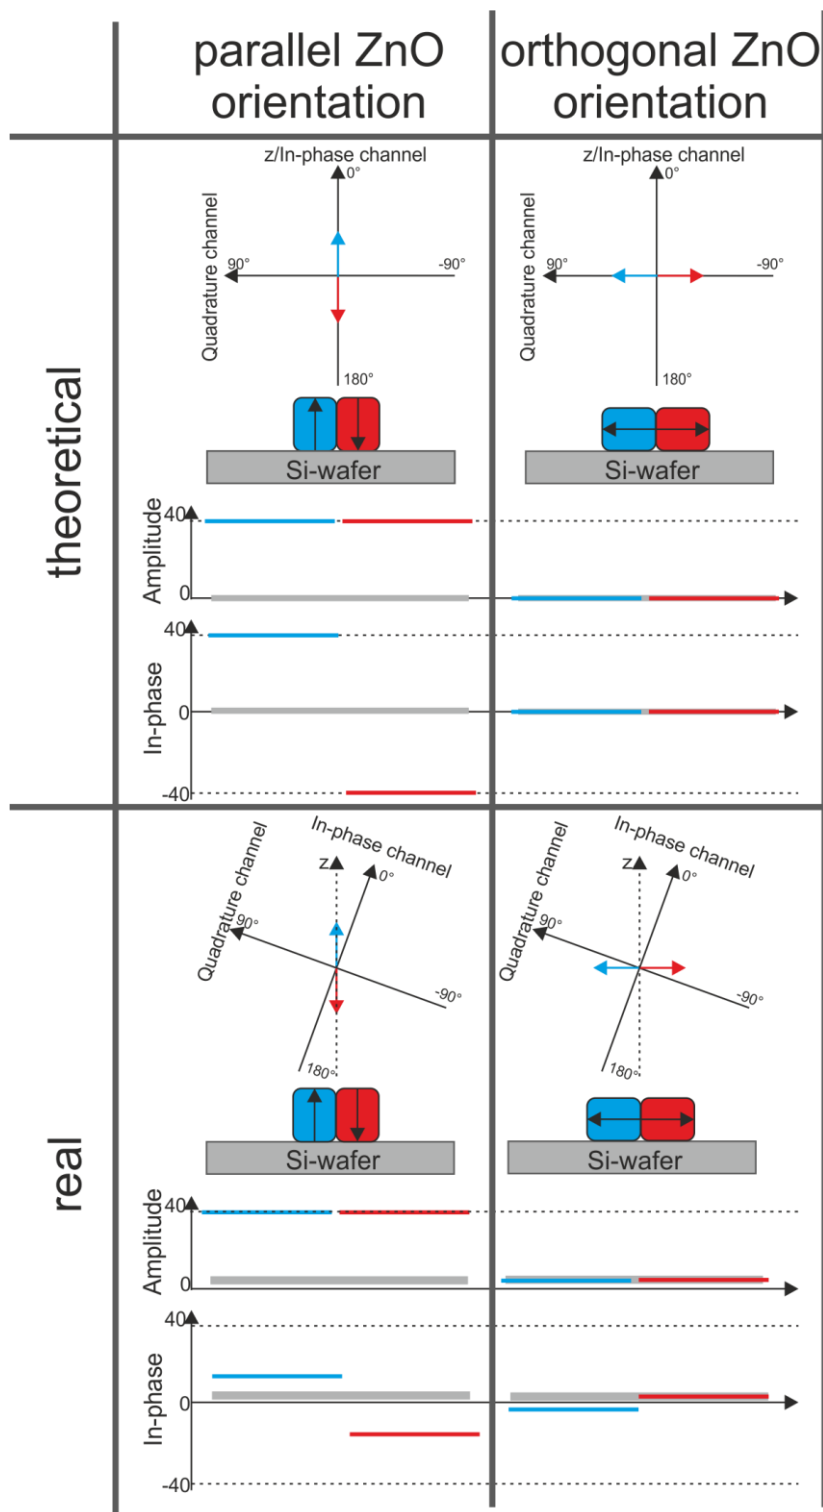 parallel ZnO
orientation
orthogonal ZnO
orientation
theoretical
z/In-phase channel
0°
Quadrature channel
90°
-90°
180°
Si-wafer
z/In-phase channel
0°
Quadrature channel
90°
-90°
180°
Si-wafer
Amplitude
40
0
In-phase
40
0
-40
real
In-phase channel
z
0°
Quadrature channel
90°
-90°
180°
Si-wafer
In-phase channel
z
0°
Quadrature channel
90°
-90°
180°
Si-wafer
Amplitude
40
0
In-phase
40
0
-40